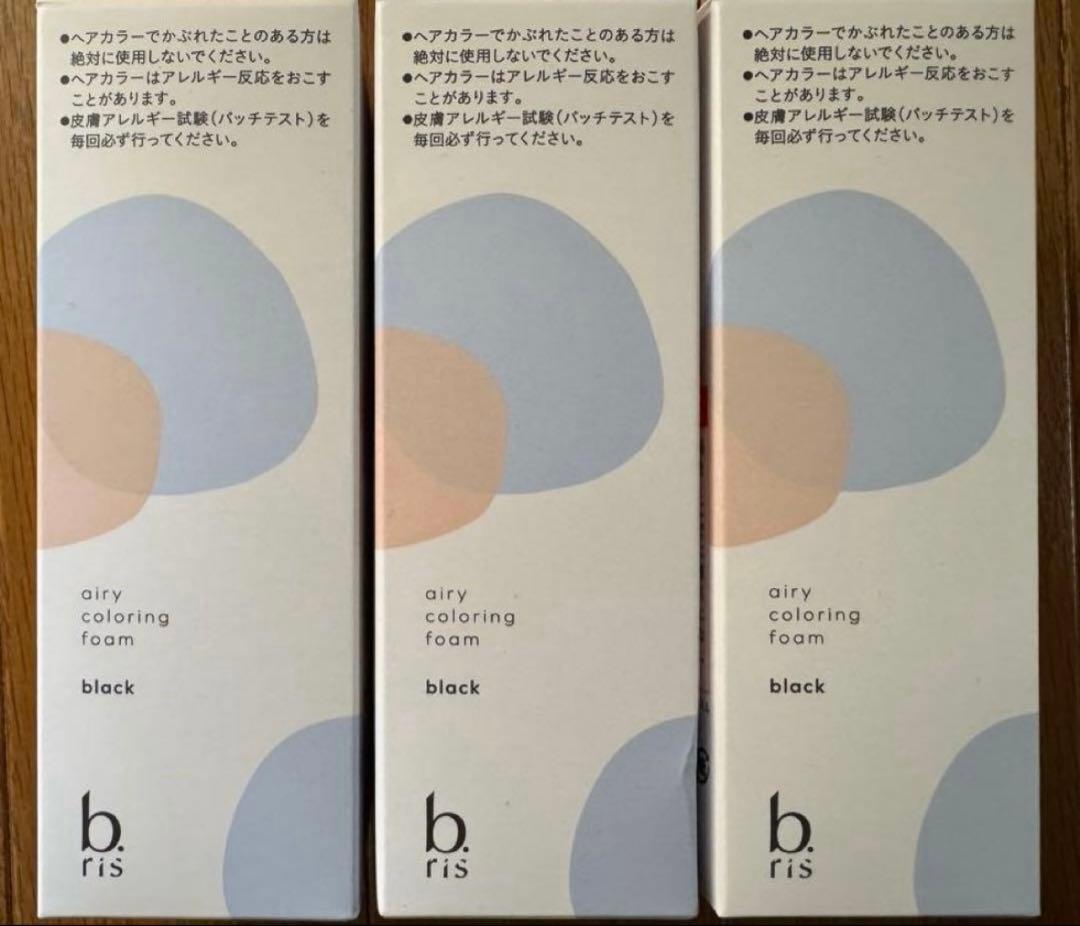 ●ヘアカラーでかぶれたことのある方は
絶対に使用しないでください。
●ヘアカラーはアレルギー反応をおこす
ことがあります。
●皮膚アレルギー試験(パッチテスト)を
毎回必ず行ってください。
airy
coloring
foam
black
b.
ris
●ヘアカラーでかぶれたことのある方は
絶対に使用しないでください。
●ヘアカラーはアレルギー反応をおこす
ことがあります。
●皮膚アレルギー試験(パッチテスト)を
毎回必ず行ってください。
airy
coloring
foam
black
b.
ris
●ヘアカラーでかぶれたことのある方は
絶対に使用しないでください。
●ヘアカラーはアレルギー反応をおこす
ことがあります。
●皮膚アレルギー試験(パッチテスト)を
毎回必ず行ってください。
airy
coloring
foam
black
b.
ris